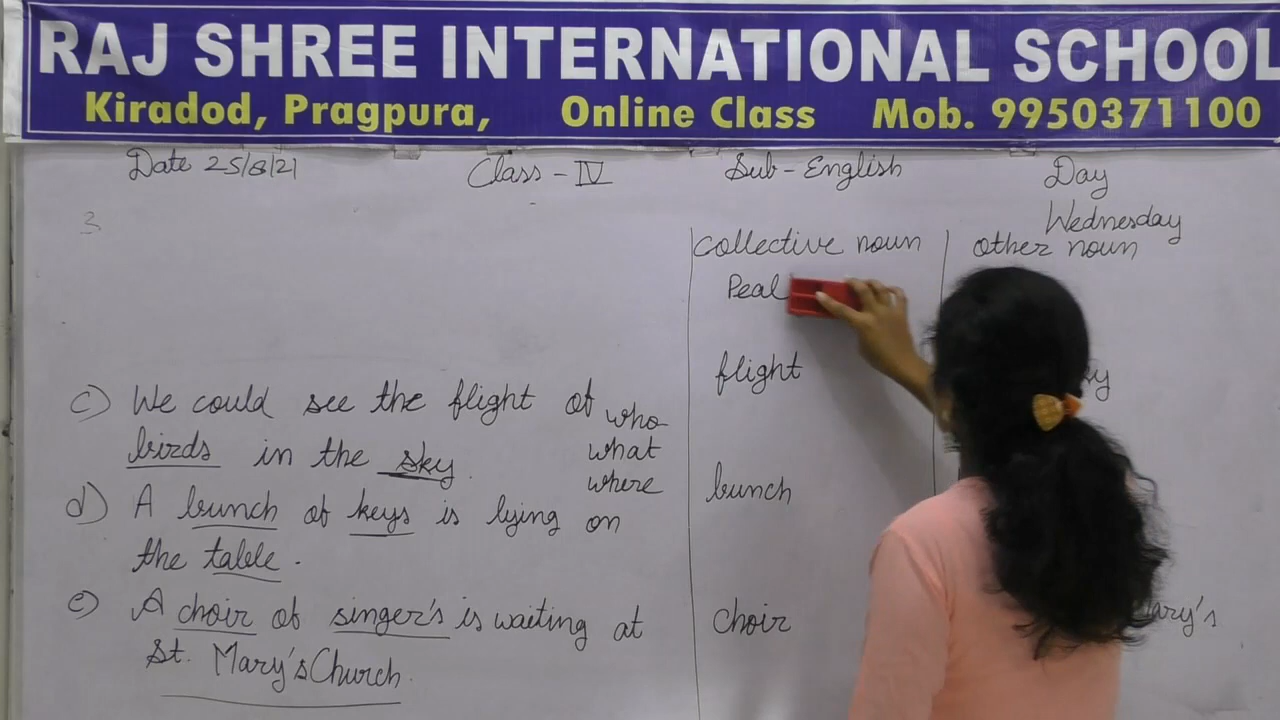 RAJ SHREE INTERNATIONAL SCHOOL
Kiradod, Pragpura, Online Class Mob. 9950371100
Date 25/8/21 Class - IV Sub - English Day
Wednesday
3
collective noun other noun
Peal
flight
c) We could see the flight of
who
birds in the sky.
what
where
bunch
d) A bunch of keys is lying on
the table.
e) A choir of singer's is waiting at
choir
St. Mary's Church.